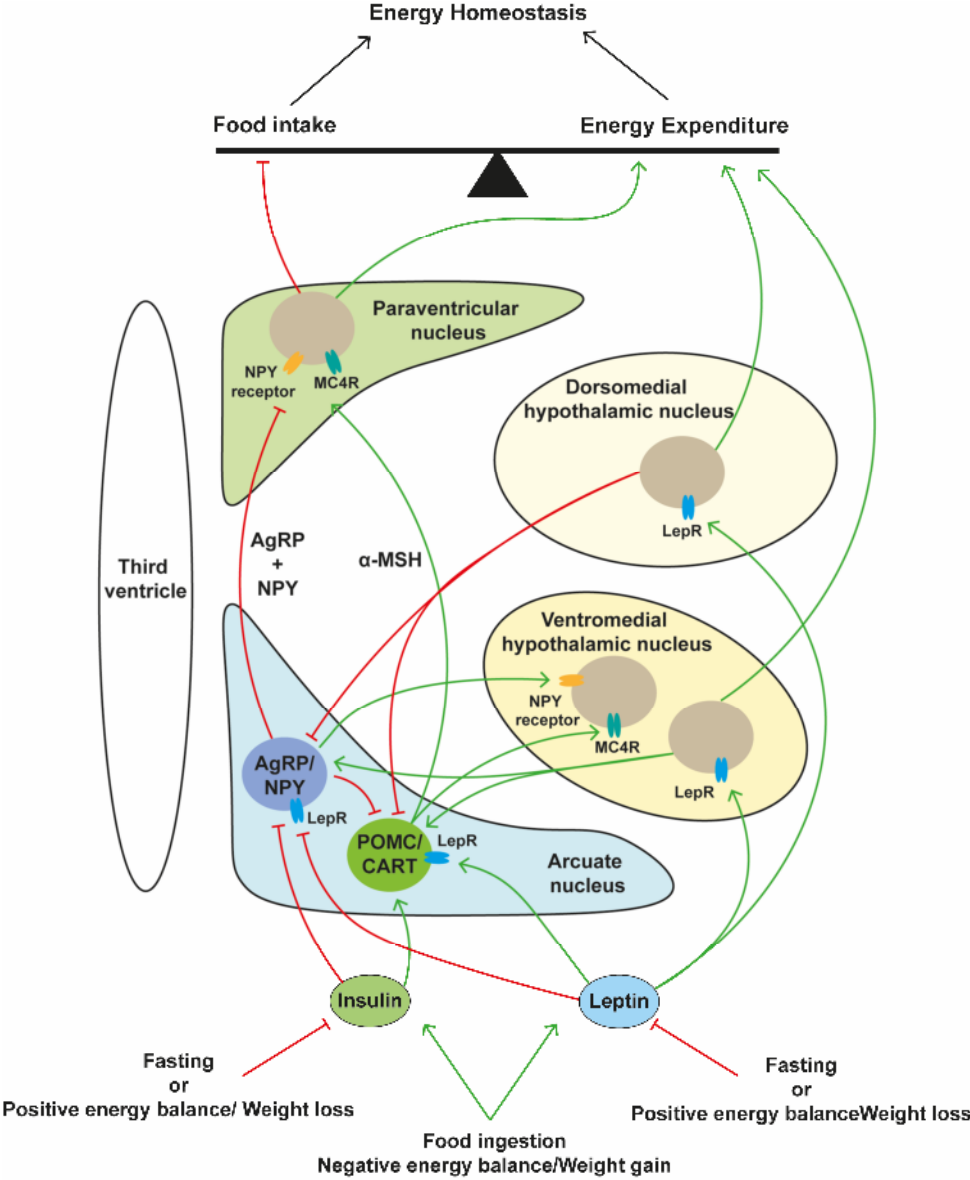 Energy Homeostasis
Food intake
Energy Expenditure
Paraventricular
nucleus
NPY
receptor
MC4R
Dorsomedial
hypothalamic nucleus
LepR
Third
ventricle
AgRP
+
NPY
α-MSH
Ventromedial
hypothalamic nucleus
NPY
receptor
MC4R
LepR
AgRP/
NPY
LepR
POMC/
CART
LepR
Arcuate
nucleus
Insulin
Leptin
Fasting
or
Positive energy balance/ Weight loss
Fasting
or
Positive energy balanceWeight loss
Food ingestion
Negative energy balance/Weight gain